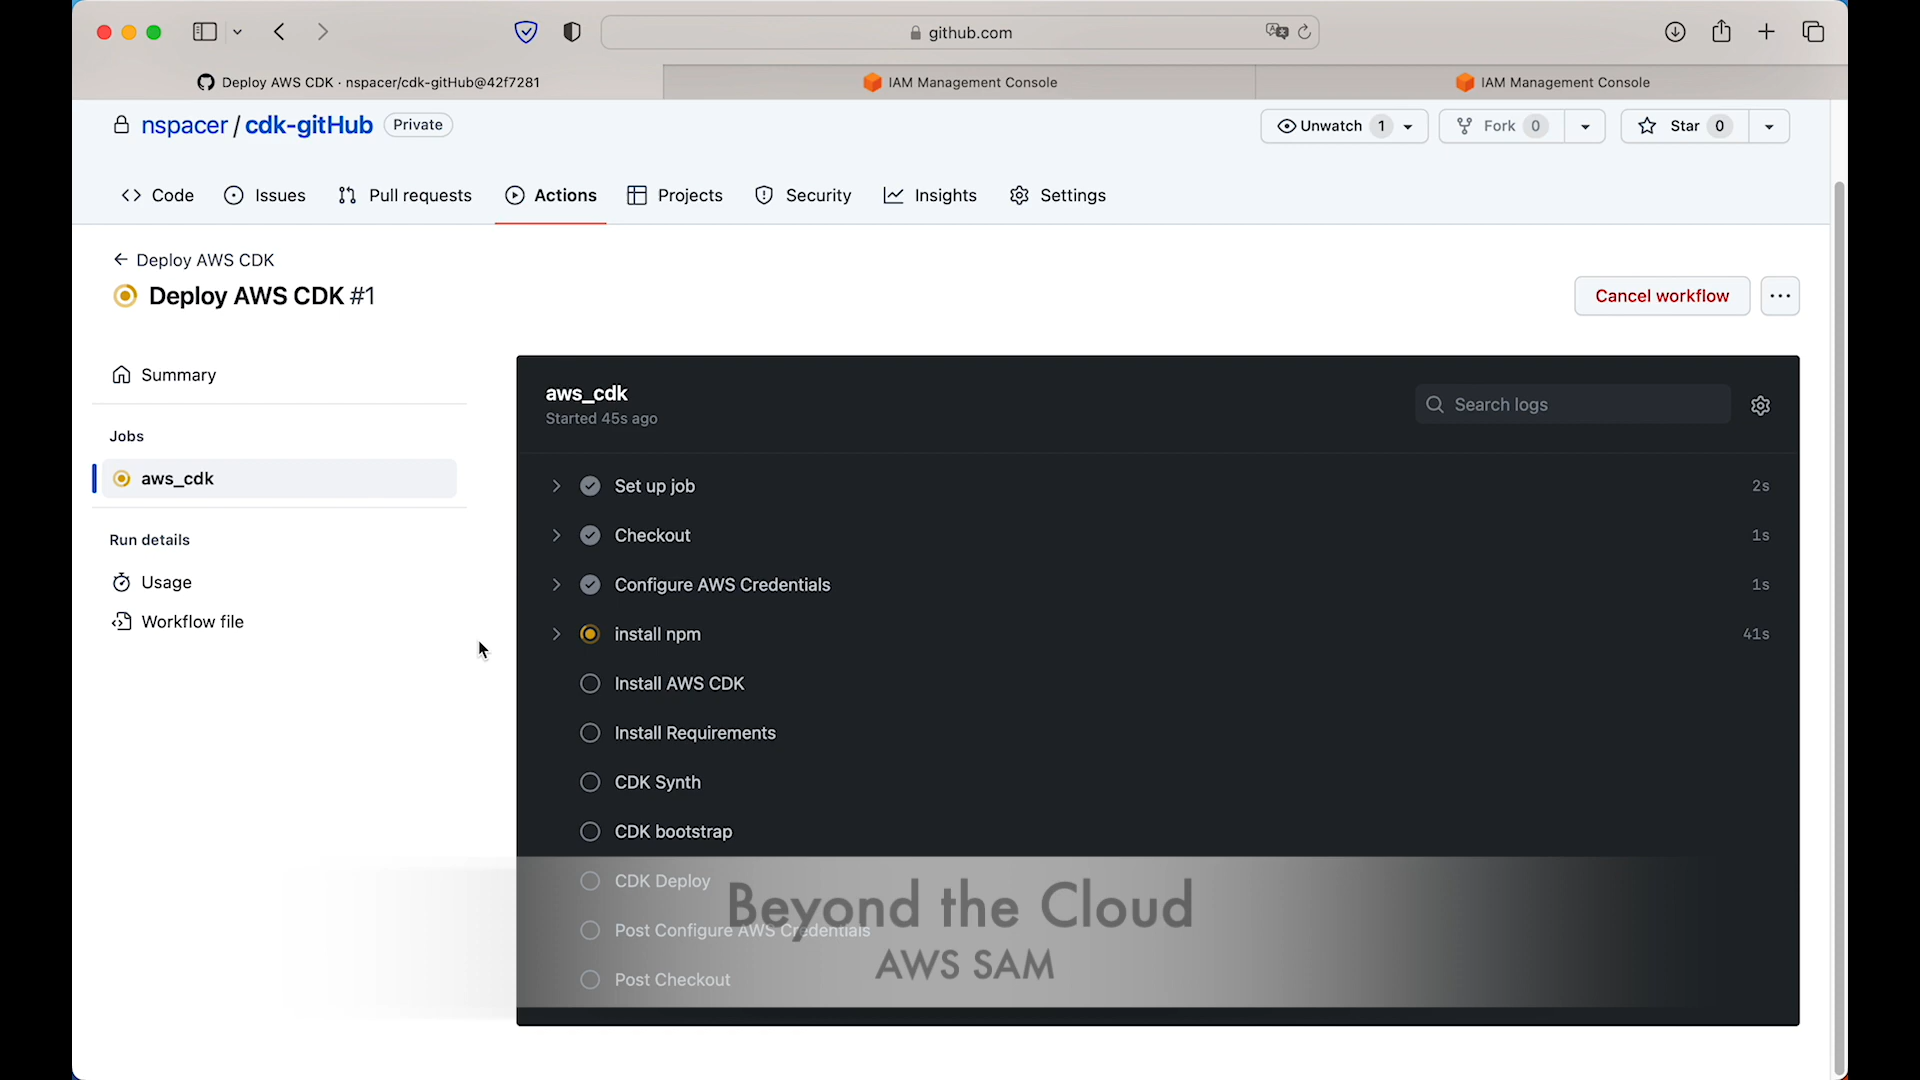 github.com
Deploy AWS CDK · nspacer/cdk-gitHub@42f7281
IAM Management Console
IAM Management Console
nspacer / cdk-gitHub Private
Unwatch 1
Fork 0
Star 0
Code
Issues
Pull requests
Actions
Projects
Security
Insights
Settings
← Deploy AWS CDK
Deploy AWS CDK #1
Cancel workflow
Summary
Jobs
aws_cdk
Run details
Usage
Workflow file
aws_cdk
Started 45s ago
Search logs
Set up job 2s
Checkout 1s
Configure AWS Credentials 1s
install npm 41s
Install AWS CDK
Install Requirements
CDK Synth
CDK bootstrap
CDK Deploy
Post Configure AWS Credentials
Post Checkout
Beyond the Cloud
AWS SAM